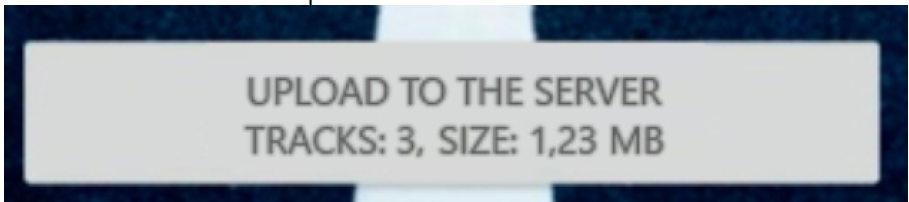 UPLOAD TO THE SERVER
TRACKS: 3, SIZE: 1,23 MB